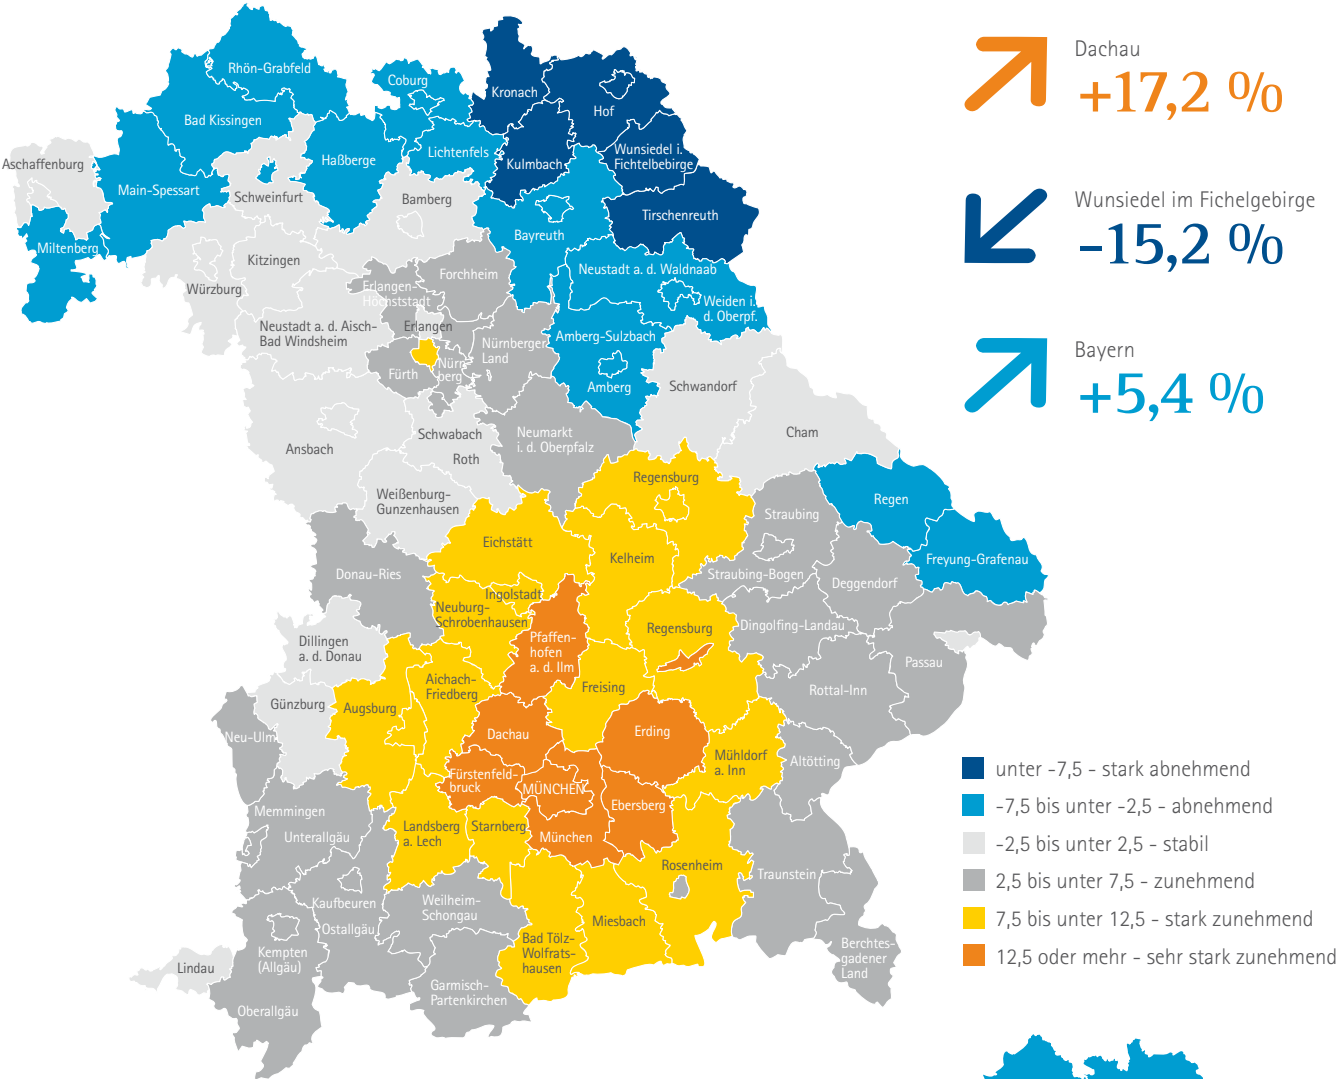 Dachau
+17,2 %
Wunsiedel im Fichelgebirge
-15,2 %
Bayern
+5,4 %
Rhön-Grabfeld
Coburg
Kronach
Hof
Bad Kissingen
Wunsiedel i.
Fichtelbebirge
Lichtenfels
Haßberge
Kulmbach
Aschaffenburg
Main-Spessart
Schweinfurt
Bamberg
Tirschenreuth
Bayreuth
Miltenberg
Kitzingen
Forchheim
Neustadt a. d. Waldnaab
Würzburg
Erlangen-
Höchststadt
Weiden i.
d. Oberpf.
Neustadt a. d. Aisch-
Bad Windsheim
Erlangen
Nürnberger
Land
Amberg-Sulzbach
Fürth
Nürn-
berg
Amberg
Schwandorf
Ansbach
Schwabach
Roth
Neumarkt
i. d. Oberpfalz
Cham
Weißenburg-
Gunzenhausen
Regensburg
Regen
Straubing
Eichstätt
Kelheim
Freyung-Grafenau
Donau-Ries
Straubing-Bogen
Deggendorf
Ingolstadt
Neuburg-
Schrobenhausen
Regensburg
Dingolfing-Landau
Dillingen
a. d. Donau
Pfaffen-
hofen
a. d. Ilm
Passau
Aichach-
Friedberg
Freising
Rottal-Inn
Günzburg
Augsburg
Neu-Ulm
Dachau
Erding
Mühldorf
a. Inn
Altötting
Fürstenfeld-
bruck
MÜNCHEN
Ebersberg
Memmingen
Unterallgäu
Landsberg
a. Lech
Starnberg
München
Rosenheim
Traunstein
Kaufbeuren
Weilheim-
Schongau
Ostallgäu
Miesbach
Bad Tölz-
Wolfrats-
hausen
Kempten
(Allgäu)
Berchtes-
gadener
Land
Lindau
Garmisch-
Partenkirchen
Oberallgäu
unter -7,5 - stark abnehmend
-7,5 bis unter -2,5 - abnehmend
-2,5 bis unter 2,5 - stabil
2,5 bis unter 7,5 - zunehmend
7,5 bis unter 12,5 - stark zunehmend
12,5 oder mehr - sehr stark zunehmend